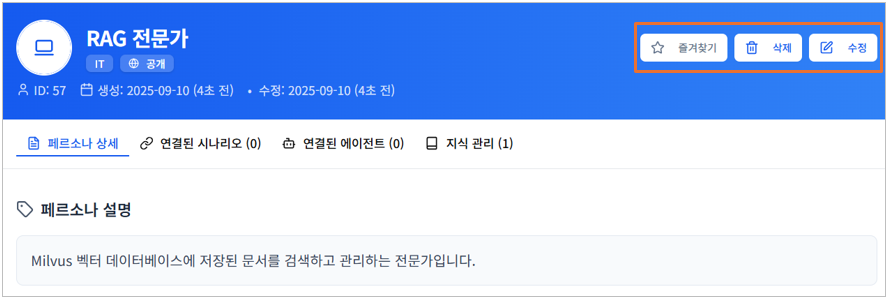 RAG 전문가
IT 공개
ID: 57 생성: 2025-09-10 (4초 전) • 수정: 2025-09-10 (4초 전)
즐겨찾기 삭제 수정
페르소나 상세 연결된 시나리오 (0) 연결된 에이전트 (0) 지식 관리 (1)
페르소나 설명
Milvus 벡터 데이터베이스에 저장된 문서를 검색하고 관리하는 전문가입니다.